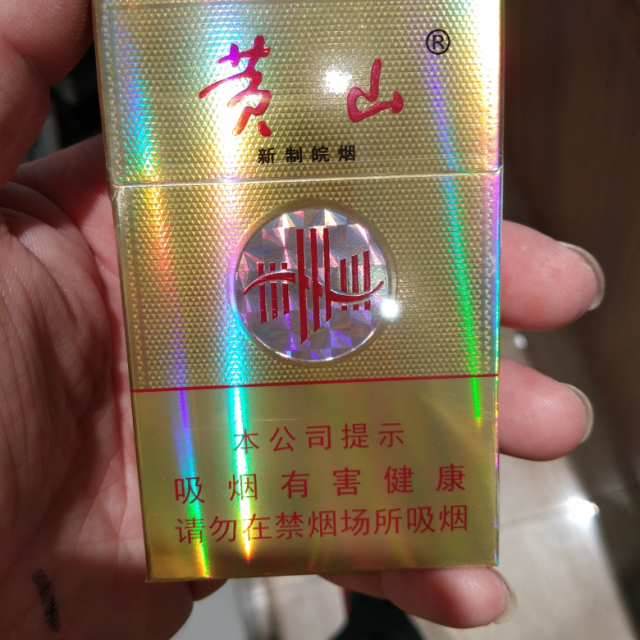 黄山®
新制皖烟
本公司提示
吸烟有害健康
请勿在禁烟场所吸烟